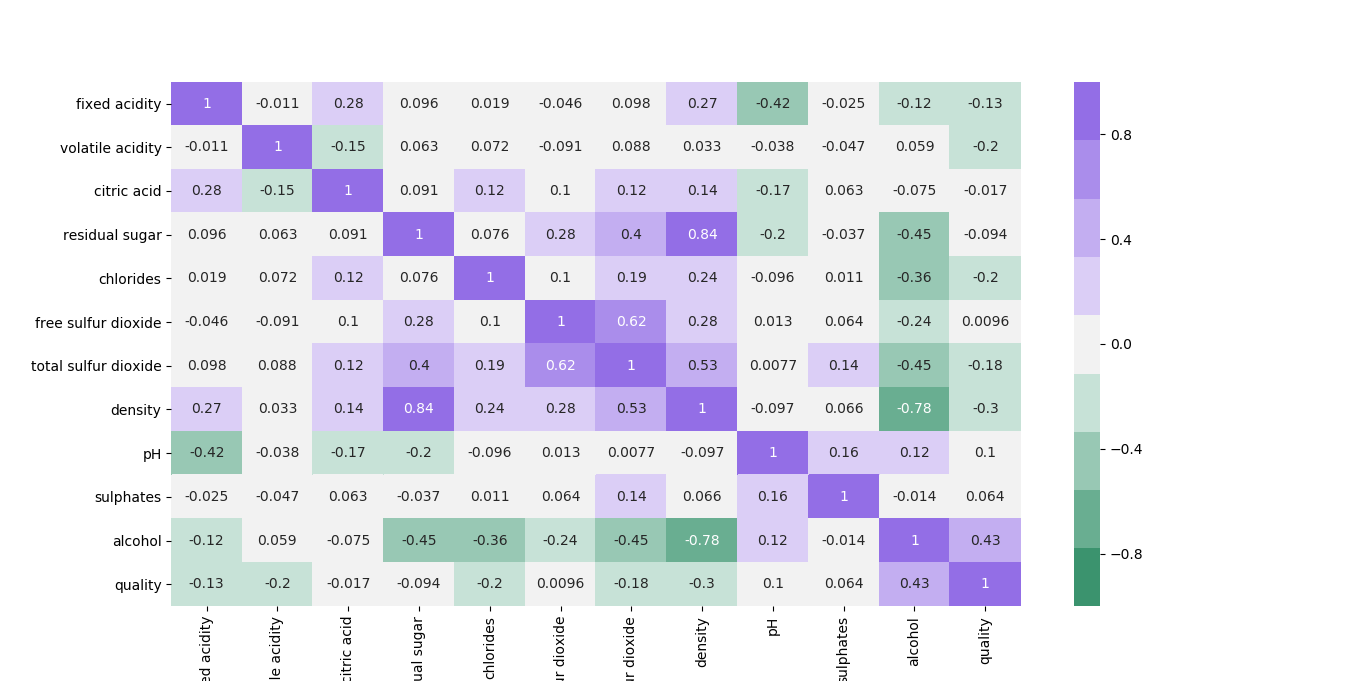 fixed acidity 1 -0.011 0.28 0.096 0.019 -0.046 0.098 0.27 -0.42 -0.025 -0.12 -0.13
volatile acidity -0.011 1 -0.15 0.063 0.072 -0.091 0.088 0.033 -0.038 -0.047 0.059 -0.2
citric acid 0.28 -0.15 1 0.091 0.12 0.1 0.12 0.14 -0.17 0.063 -0.075 -0.017
residual sugar 0.096 0.063 0.091 1 0.076 0.28 0.4 0.84 -0.2 -0.037 -0.45 -0.094
chlorides 0.019 0.072 0.12 0.076 1 0.1 0.19 0.24 -0.096 0.011 -0.36 -0.2
free sulfur dioxide -0.046 -0.091 0.1 0.28 0.1 1 0.62 0.28 0.013 0.064 -0.24 0.0096
total sulfur dioxide 0.098 0.088 0.12 0.4 0.19 0.62 1 0.53 0.0077 0.14 -0.45 -0.18
density 0.27 0.033 0.14 0.84 0.24 0.28 0.53 1 -0.097 0.066 -0.78 -0.3
pH -0.42 -0.038 -0.17 -0.2 -0.096 0.013 0.0077 -0.097 1 0.16 0.12 0.1
sulphates -0.025 -0.047 0.063 -0.037 0.011 0.064 0.14 0.066 0.16 1 -0.014 0.064
alcohol -0.12 0.059 -0.075 -0.45 -0.36 -0.24 -0.45 -0.78 0.12 -0.014 1 0.43
quality -0.13 -0.2 -0.017 -0.094 -0.2 0.0096 -0.18 -0.3 0.1 0.064 0.43 1
ed acidity
le acidity
citric acid
ual sugar
chlorides
ur dioxide
ur dioxide
density
pH
sulphates
alcohol
quality
0.8
0.4
0.0
−0.4
−0.8